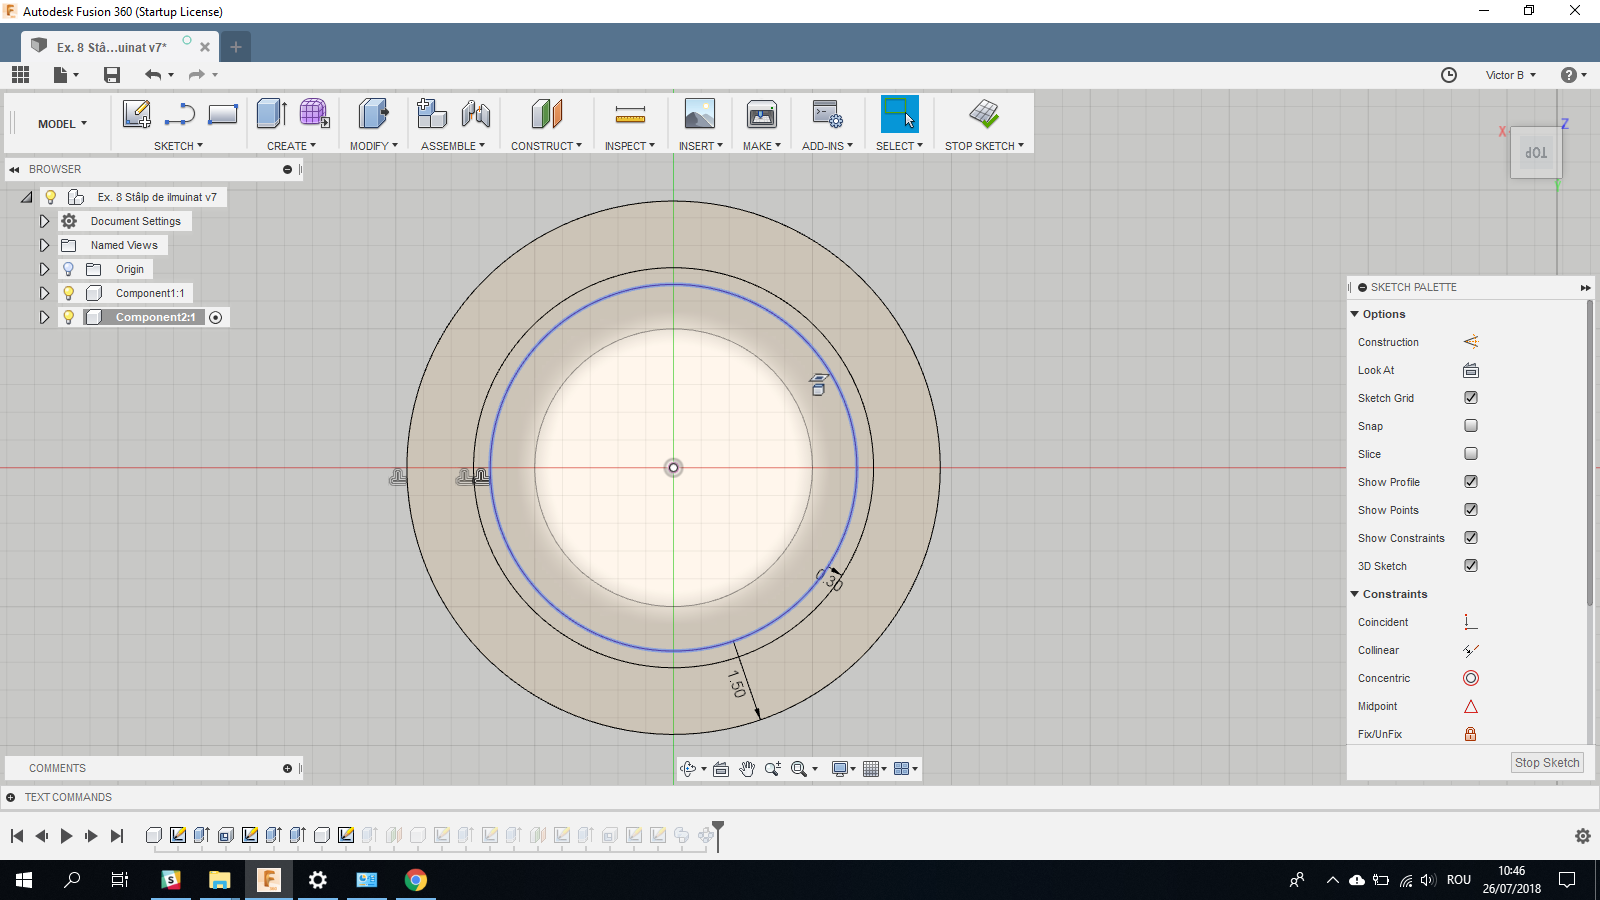 Autodesk Fusion 360 (Startup License)
Ex. 8 Stâ...uinat v7*
Victor B
MODEL
SKETCH
CREATE
MODIFY
ASSEMBLE
CONSTRUCT
INSPECT
INSERT
MAKE
ADD-INS
SELECT
STOP SKETCH
X
Z
TOP
Y
BROWSER
Ex. 8 Stâlp de ilmuinat v7
Document Settings
Named Views
Origin
Component1:1
Component2:1
0.30
1.50
SKETCH PALETTE
Options
Construction
Look At
Sketch Grid
Snap
Slice
Show Profile
Show Points
Show Constraints
3D Sketch
Constraints
Coincident
Collinear
Concentric
Midpoint
Fix/UnFix
Stop Sketch
COMMENTS
TEXT COMMANDS
ROU
10:46
26/07/2018